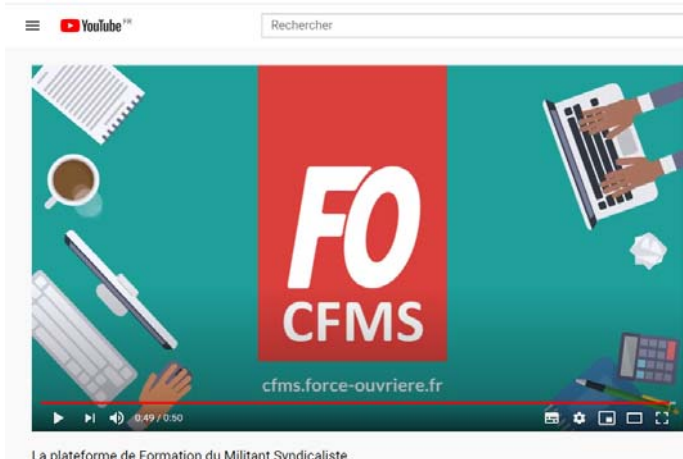 YouTube FR
Rechercher
FO
CFMS
cfms.force-ouvriere.fr
0:49 / 0:50
La plateforme de Formation du Militant Syndicaliste